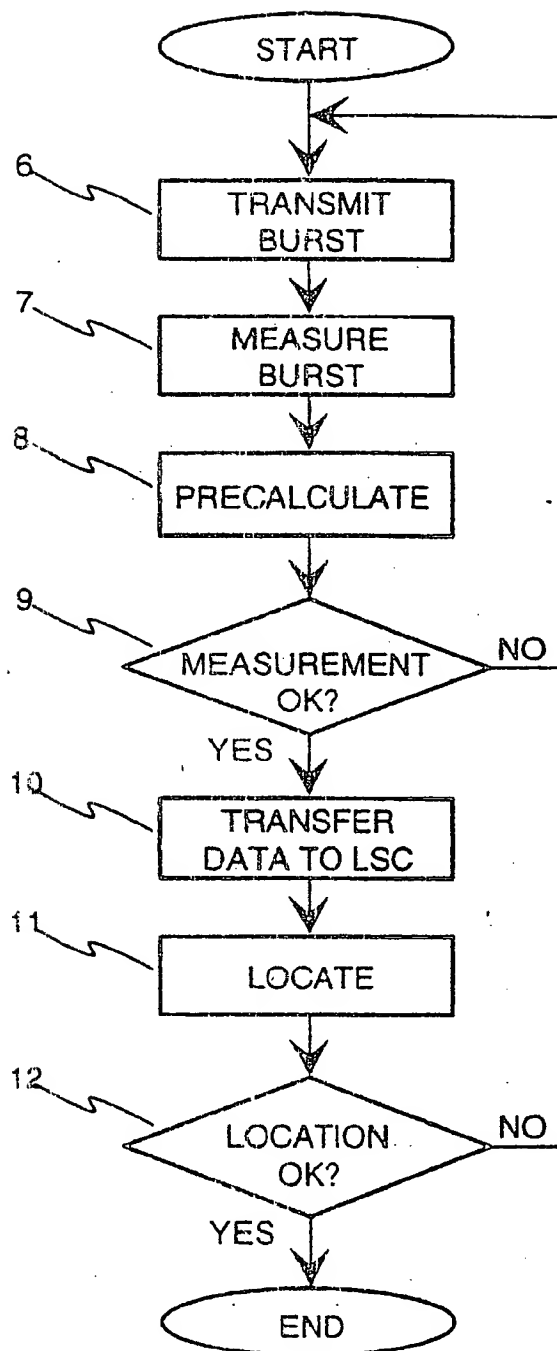 START
6
TRANSMIT
BURST
7
MEASURE
BURST
8
PRECALCULATE
9
MEASUREMENT
OK?
NO
YES
10
TRANSFER
DATA TO LSC
11
LOCATE
12
LOCATION
OK?
NO
YES
END